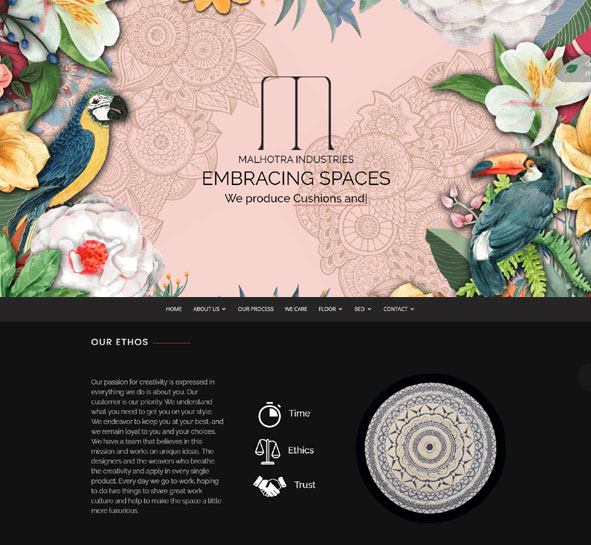 MALHOTRA INDUSTRIES
EMBRACING SPACES
We produce Cushions and|
HOME ABOUT US OUR PROCESS WE CARE FLOOR BED CONTACT
OUR ETHOS
Our passion for creativity is expressed in
everything we do is about you. Our
customer is our priority. We understand
what you need to get you on your style.
We endeavor to keep you at your best, and
we remain loyal to you and your choices.
We have a team that believes in this
mission and works on unique ideas. The
designers and the weavers who breathe
the creativity and apply in every single
product. Every day we go to work, hoping
to do two things to share great work
culture and help to make the space a little
more luxurious.
Time
Ethics
Trust